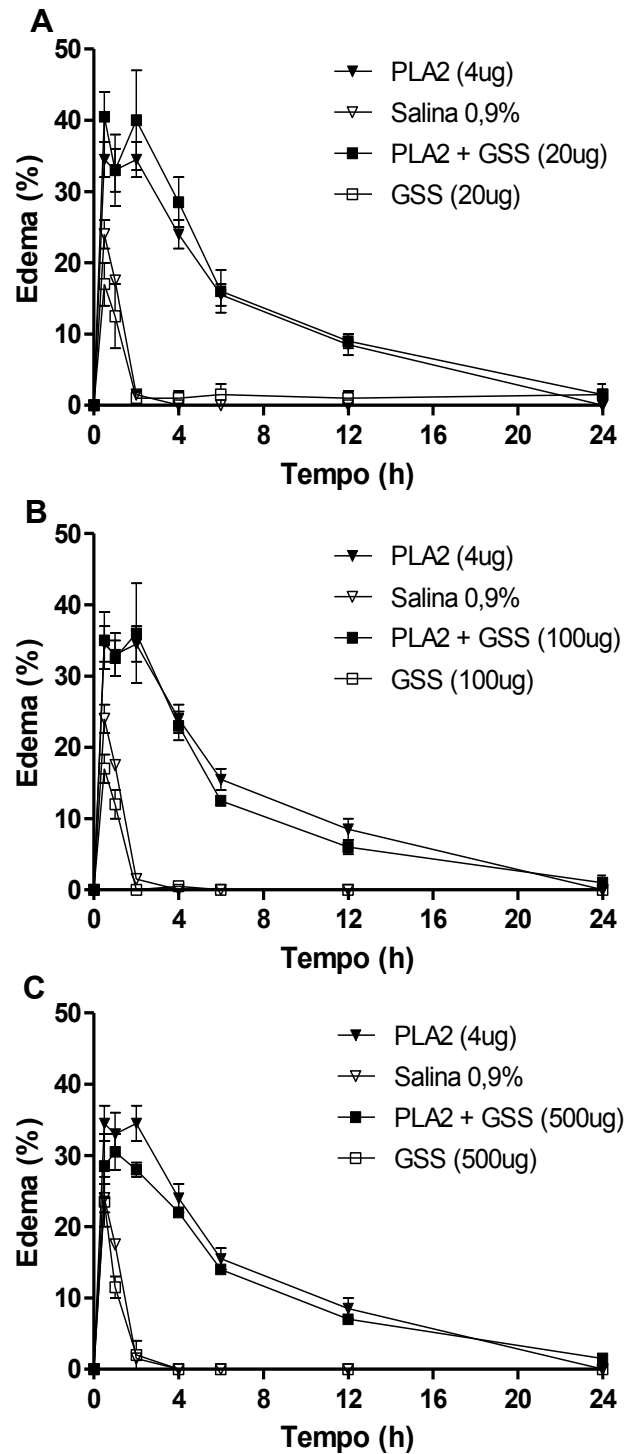 A
50
40
30
20
10
0
Edema (%)
PLA2 (4ug)
Salina 0,9%
PLA2 + GSS (20ug)
GSS (20ug)
0 4 8 12 16 20 24
Tempo (h)
B
50
40
30
20
10
0
Edema (%)
PLA2 (4ug)
Salina 0,9%
PLA2 + GSS (100ug)
GSS (100ug)
0 4 8 12 16 20 24
Tempo (h)
C
50
40
30
20
10
0
Edema (%)
PLA2 (4ug)
Salina 0,9%
PLA2 + GSS (500ug)
GSS (500ug)
0 4 8 12 16 20 24
Tempo (h)